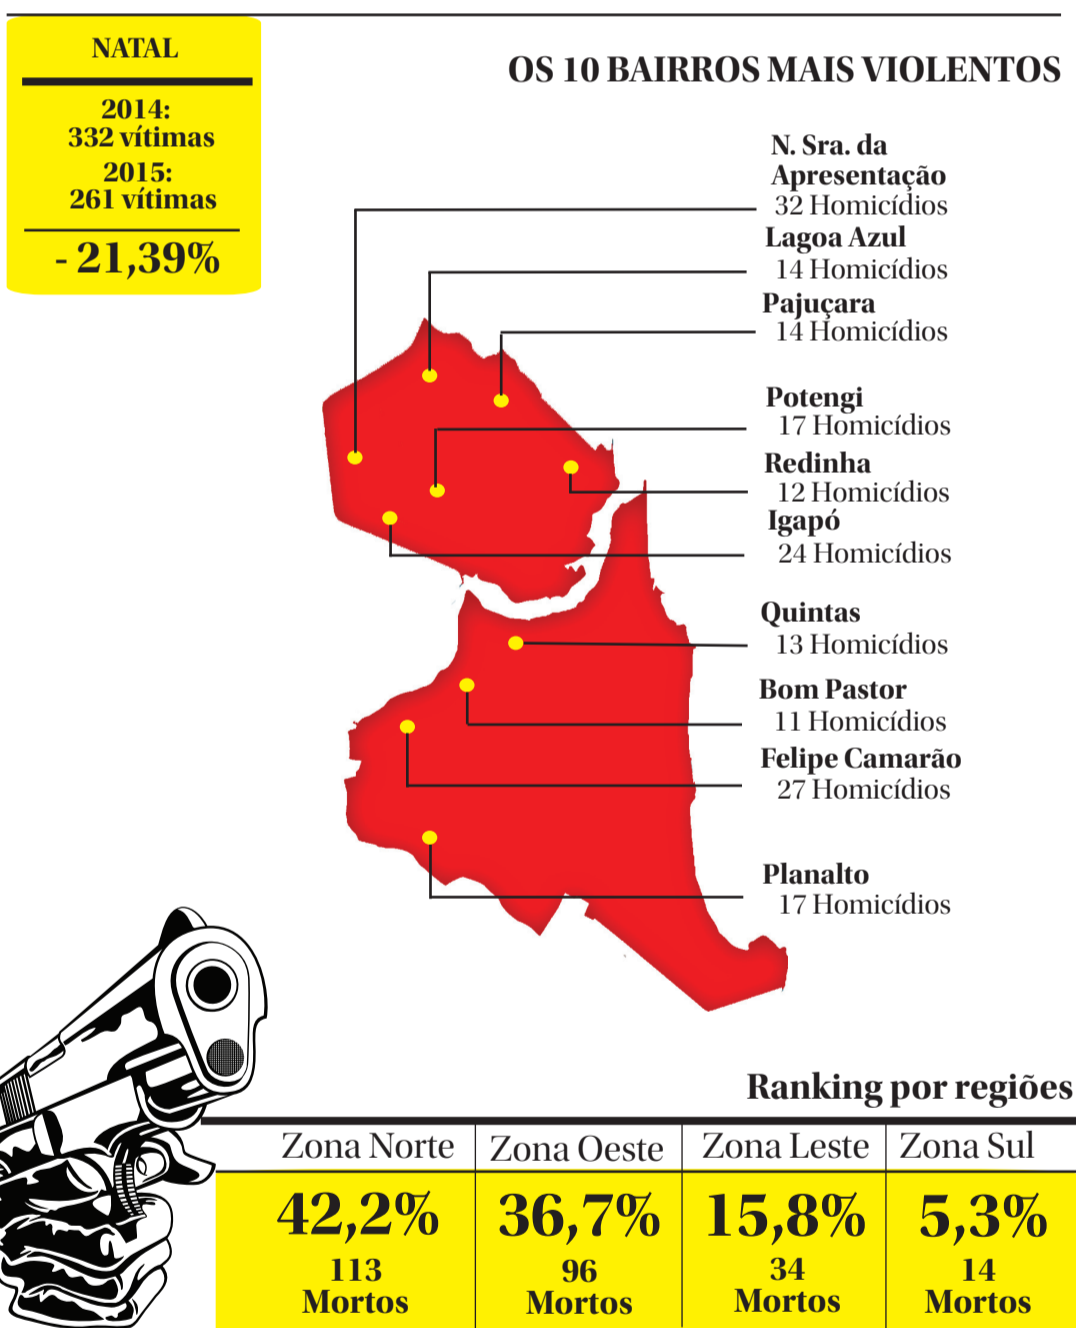 NATAL
2014:
332 vítimas
2015:
261 vítimas
- 21,39%
OS 10 BAIRROS MAIS VIOLENTOS
N. Sra. da
Apresentação
32 Homicídios
Lagoa Azul
14 Homicídios
Pajuçara
14 Homicídios
Potengi
17 Homicídios
Redinha
12 Homicídios
Igapó
24 Homicídios
Quintas
13 Homicídios
Bom Pastor
11 Homicídios
Felipe Camarão
27 Homicídios
Planalto
17 Homicídios
Ranking por regiões
Zona Norte
42,2%
113
Mortos
Zona Oeste
36,7%
96
Mortos
Zona Leste
15,8%
34
Mortos
Zona Sul
5,3%
14
Mortos